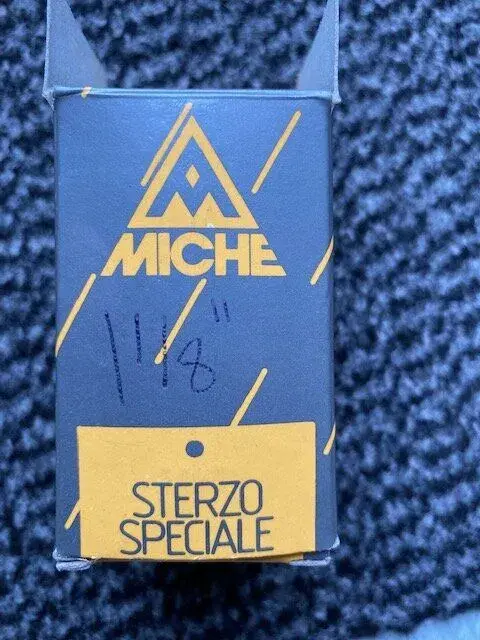 MICHE
1 1/8"
STERZO
SPECIALE